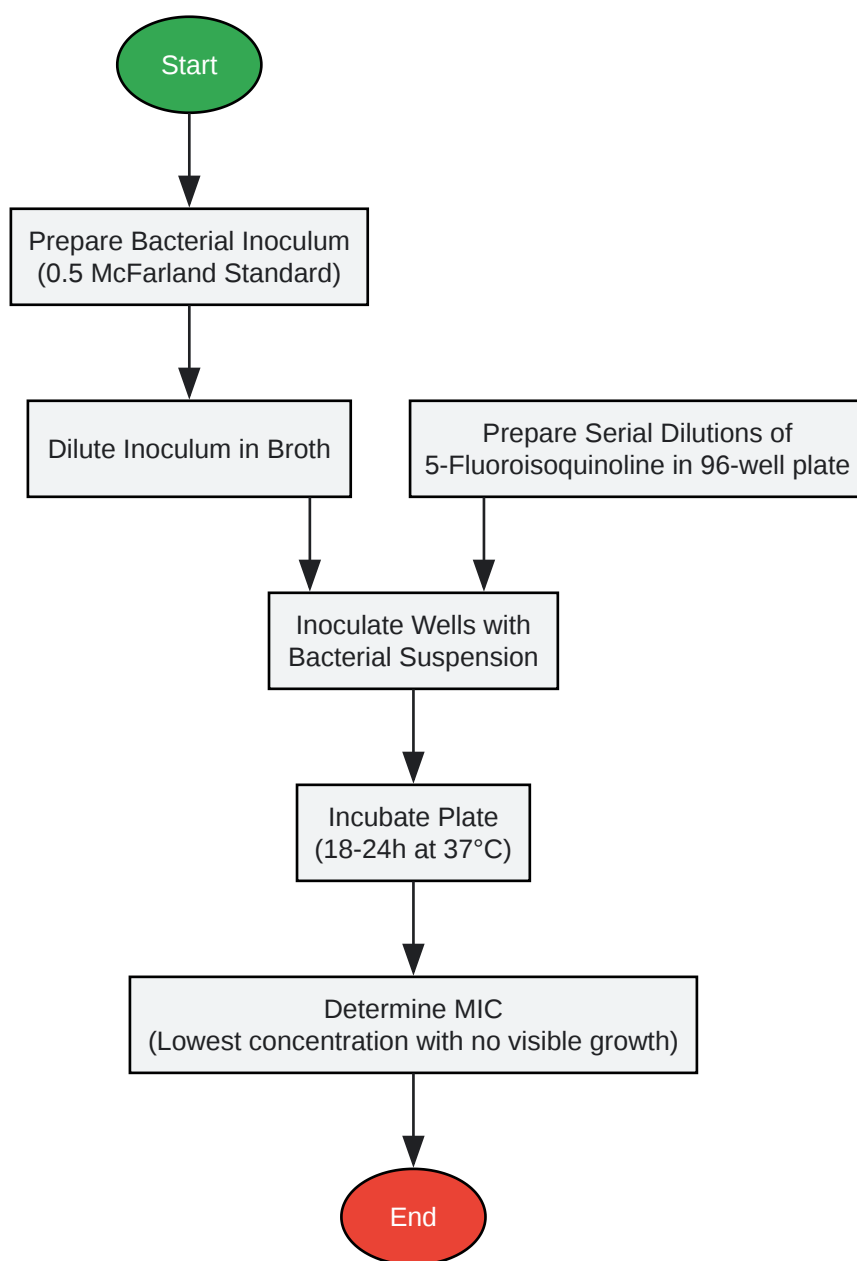 Start
Prepare Bacterial Inoculum
(0.5 McFarland Standard)
Dilute Inoculum in Broth
Prepare Serial Dilutions of
5-Fluoroisoquinoline in 96-well plate
Inoculate Wells with
Bacterial Suspension
Incubate Plate
(18-24h at 37°C)
Determine MIC
(Lowest concentration with no visible growth)
End